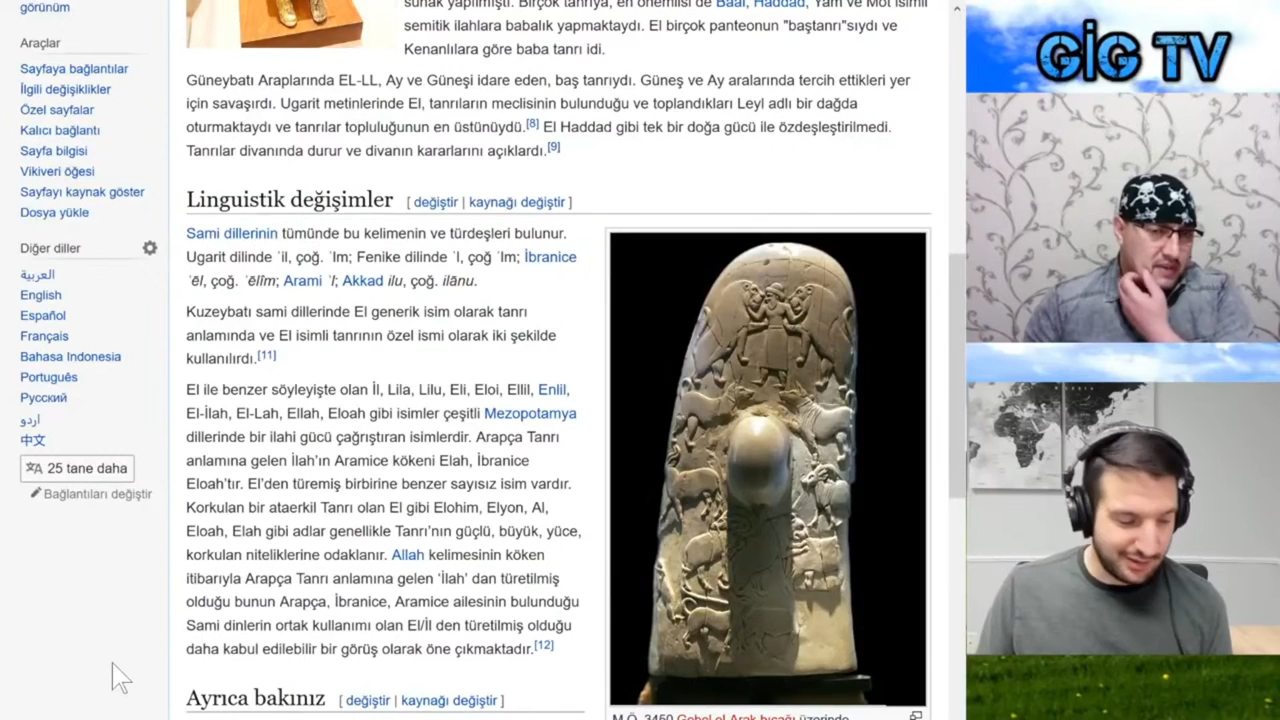 görünüm
Araçlar
Sayfaya bağlantılar
İlgili değişiklikler
Özel sayfalar
Kalıcı bağlantı
Sayfa bilgisi
Vikiveri öğesi
Sayfayı kaynak göster
Dosya yükle
Diğer diller
العربية
English
Español
Français
Bahasa Indonesia
Português
Русский
اردو
中文
25 tane daha
Bağlantıları değiştir
sunak yapılmıştı. Birçok tanrıya, en önemlisi de Baal, Haddad, Yam ve Mot isimli
semitik ilahlara babalık yapmaktaydı. El birçok panteonun "baştanrı"sıydı ve
Kenanlılara göre baba tanrı idi.
Güneybatı Araplarında EL-LL, Ay ve Güneşi idare eden, baş tanrıydı. Güneş ve Ay aralarında tercih ettikleri yer
için savaşırdı. Ugarit metinlerinde El, tanrıların meclisinin bulunduğu ve toplandıkları Leyl adlı bir dağda
oturmaktaydı ve tanrılar topluluğunun en üstünüydü.[8] El Haddad gibi tek bir doğa gücü ile özdeşleştirilmedi.
Tanrılar divanında durur ve divanın kararlarını açıklardı.[9]
Linguistik değişimler [ değiştir | kaynağı değiştir ]
Sami dillerinin tümünde bu kelimenin ve türdeşleri bulunur.
Ugarit dilinde ʾil, çoğ. ʾlm; Fenike dilinde ʾl, çoğ ʾlm; İbranice
ʾēl, çoğ. ʾēlîm; Arami ʾl; Akkad ilu, çoğ. ilānu.
Kuzeybatı sami dillerinde El generik isim olarak tanrı
anlamında ve El isimli tanrının özel ismi olarak iki şekilde
kullanılırdı.[11]
El ile benzer söyleyişte olan İl, Lila, Lilu, Eli, Eloi, Ellil, Enlil,
El-İlah, El-Lah, Ellah, Eloah gibi isimler çeşitli Mezopotamya
dillerinde bir ilahi gücü çağrıştıran isimlerdir. Arapça Tanrı
anlamına gelen İlah'ın Aramice kökeni Elah, İbranice
Eloah'tır. El'den türemiş birbirine benzer sayısız isim vardır.
Korkulan bir ataerkil Tanrı olan El gibi Elohim, Elyon, Al,
Eloah, Elah gibi adlar genellikle Tanrı'nın güçlü, büyük, yüce,
korkulan niteliklerine odaklanır. Allah kelimesinin köken
itibarıyla Arapça Tanrı anlamına gelen 'İlah' dan türetilmiş
olduğu bunun Arapça, İbranice, Aramice ailesinin bulunduğu
Sami dinlerin ortak kullanımı olan El/İl den türetilmiş olduğu
daha kabul edilebilir bir görüş olarak öne çıkmaktadır.[12]
Ayrıca bakınız [ değiştir | kaynağı değiştir ]
M.Ö. 3450 Gebel el-Arak bıçağı üzerinde
GİG TV